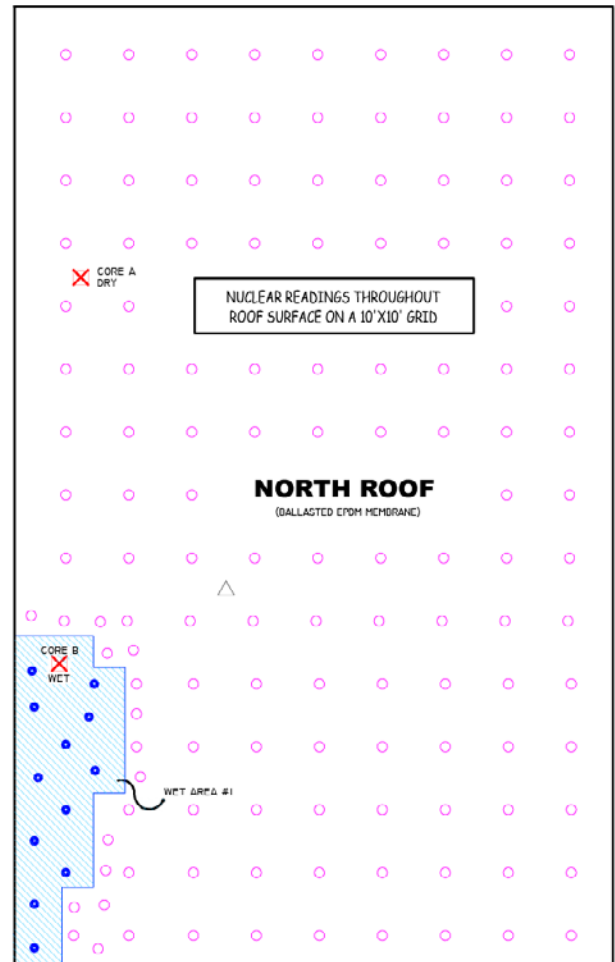 CORE A
DRY
NUCLEAR READINGS THROUGHOUT
ROOF SURFACE ON A 10'X10' GRID
NORTH ROOF
(BALLASTED EPDM MEMBRANE)
CORE B
WET
WET AREA #1